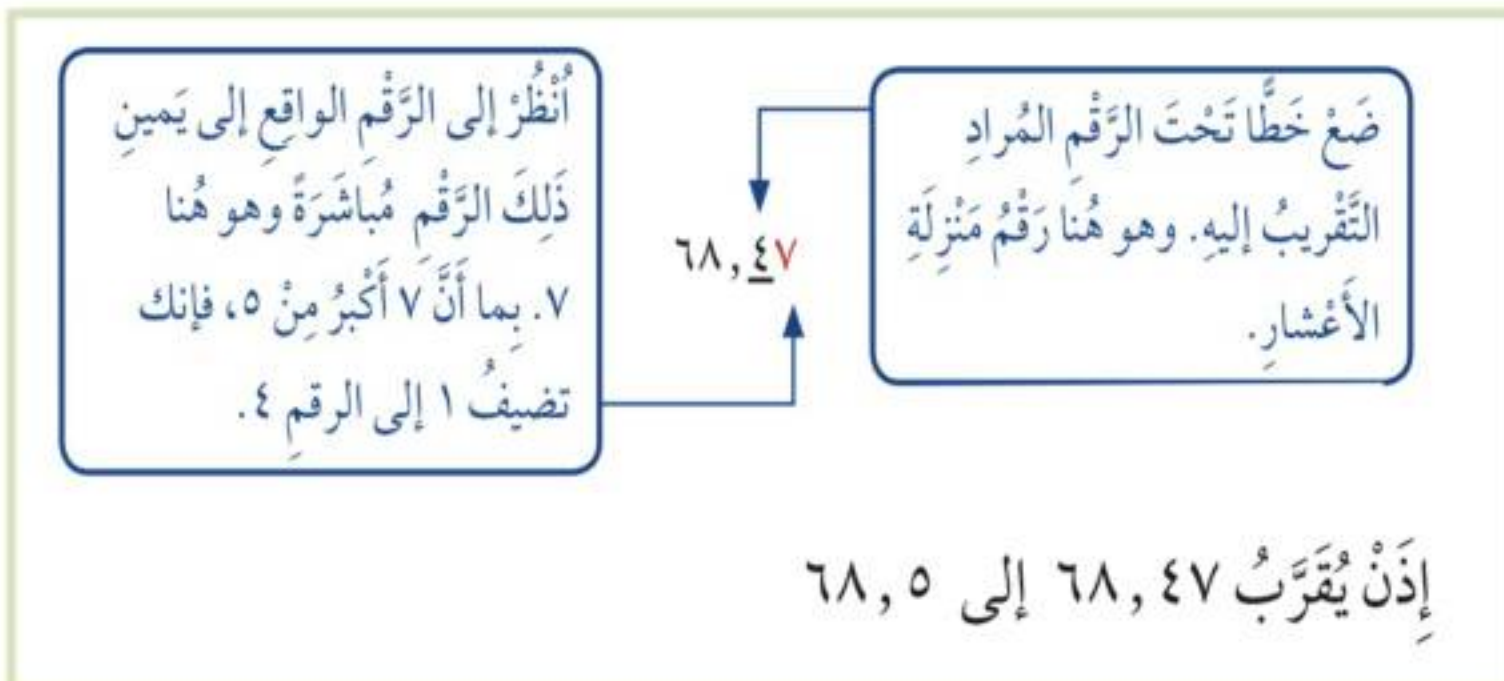 ضَعْ خَطًّا تَحْتَ الرَّقْمِ المُرادِ
التَّقْريبُ إليهِ. وهو هُنا رَقْمُ مَنْزِلَةِ
الأَعْشارِ.
٦٨,٤٧
اُنْظُرْ إلى الرَّقْمِ الواقِعِ إلى يَمينِ
ذَلِكَ الرَّقْمِ مُباشَرَةً وهو هُنا
٧. بِما أَنَّ ٧ أَكْبَرُ مِنْ ٥، فإنك
تضيفُ ١ إلى الرقمِ ٤.
إِذَنْ يُقَرَّبُ ٦٨,٤٧ إلى ٦٨,٥